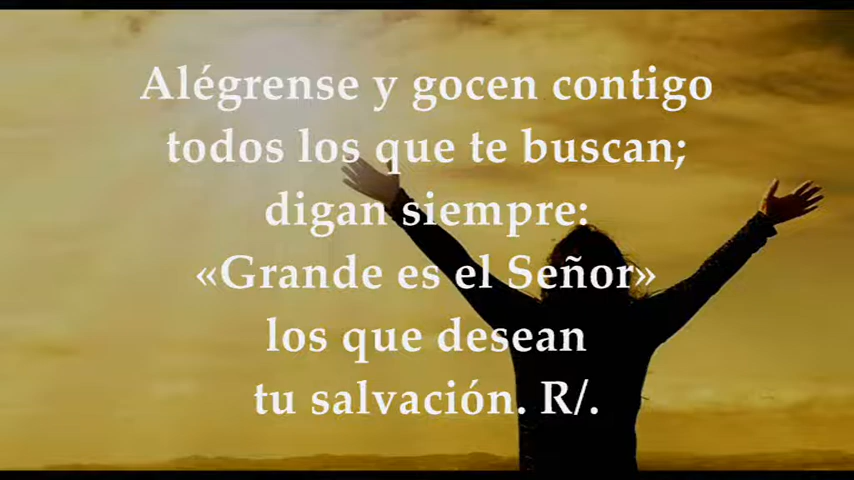 Alégrense y gocen contigo
todos los que te buscan;
digan siempre:
«Grande es el Señor»
los que desean
tu salvación. R/.